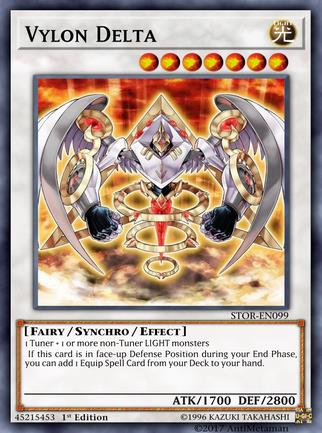 Vylon Delta
LIGHT
光
STOR-EN099
[Fairy / Synchro / Effect]
1 Tuner + 1 or more non-Tuner LIGHT monsters
If this card is in face-up Defense Position during your End Phase,
you can add 1 Equip Spell Card from your Deck to your hand.
ATK/1700 DEF/2800
45215453 1st Edition ©1996 KAZUKI TAKAHASHI
©2017 AntiMetaman